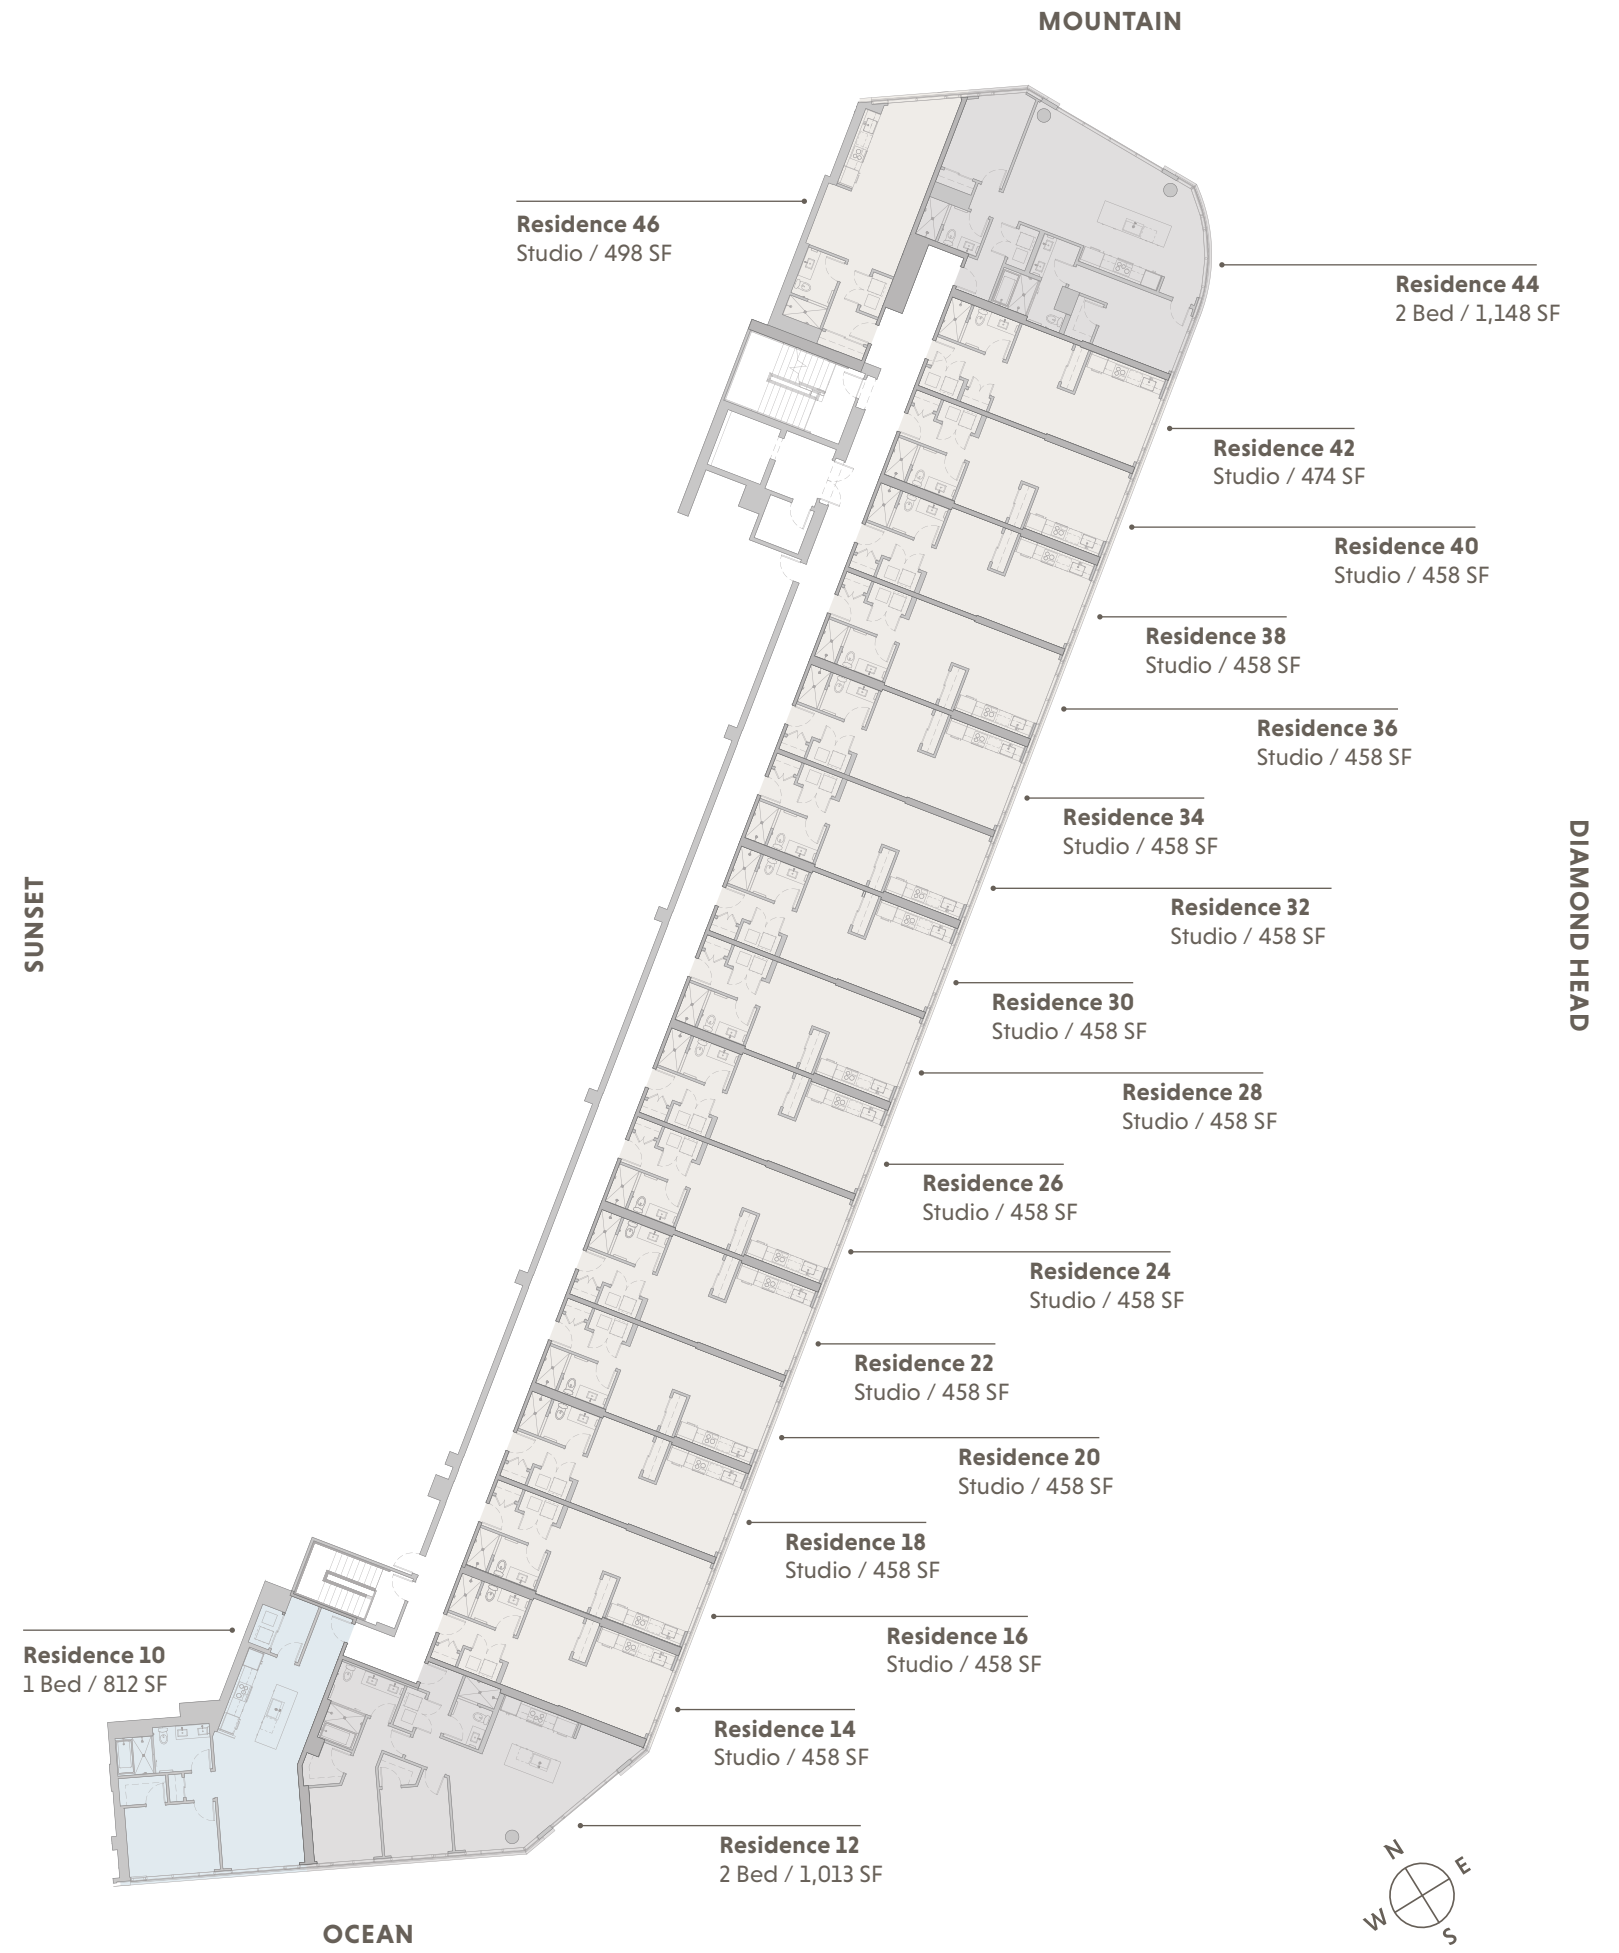 MOUNTAIN
Residence 46
Studio / 498 SF
Residence 44
2 Bed / 1,148 SF
Residence 42
Studio / 474 SF
Residence 40
Studio / 458 SF
Residence 38
Studio / 458 SF
Residence 36
Studio / 458 SF
Residence 34
Studio / 458 SF
SUNSET
DIAMOND HEAD
Residence 32
Studio / 458 SF
Residence 30
Studio / 458 SF
Residence 28
Studio / 458 SF
Residence 26
Studio / 458 SF
Residence 24
Studio / 458 SF
Residence 22
Studio / 458 SF
Residence 20
Studio / 458 SF
Residence 18
Studio / 458 SF
Residence 16
Studio / 458 SF
Residence 10
1 Bed / 812 SF
Residence 14
Studio / 458 SF
Residence 12
2 Bed / 1,013 SF
N
E
W
S
OCEAN